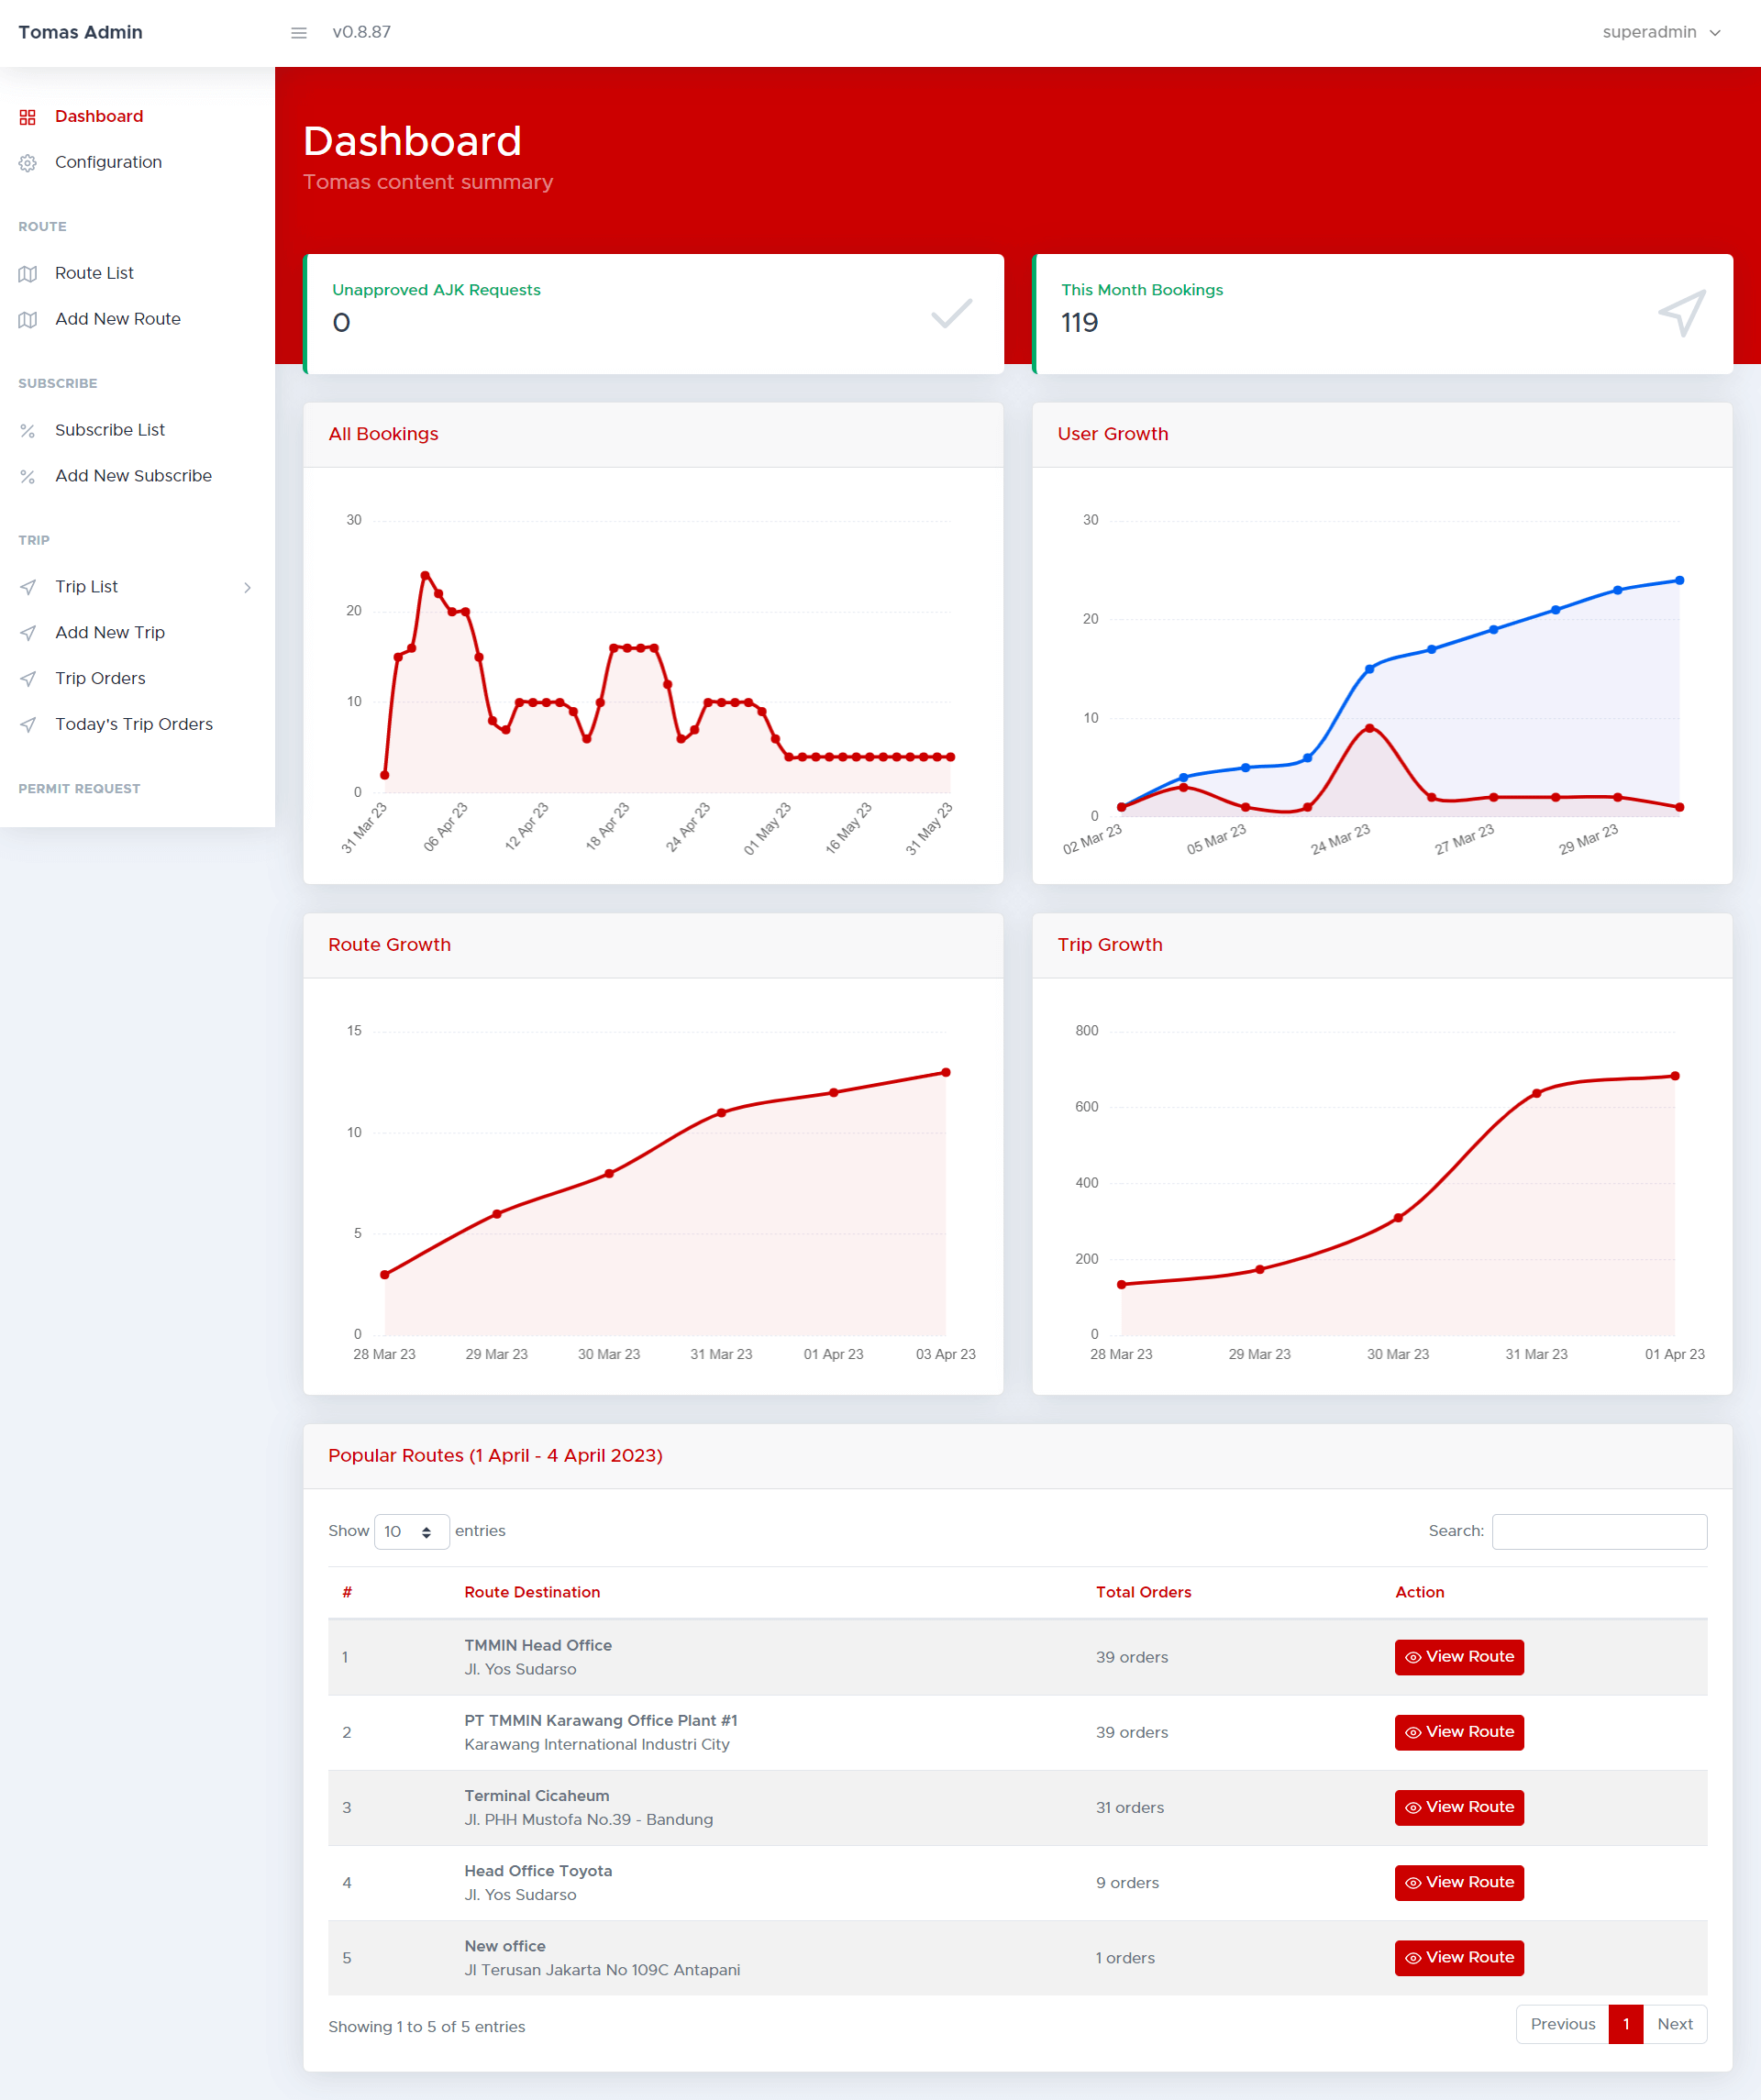 Tomas Admin
v0.8.87
superadmin
Dashboard
Configuration
ROUTE
Route List
Add New Route
SUBSCRIBE
Subscribe List
Add New Subscribe
TRIP
Trip List
Add New Trip
Trip Orders
Today's Trip Orders
PERMIT REQUEST
Dashboard
Tomas content summary
Unapproved AJK Requests
0
This Month Bookings
119
All Bookings
30
20
10
0
31 Mar 23
06 Apr 23
12 Apr 23
18 Apr 23
24 Apr 23
01 May 23
16 May 23
31 May 23
User Growth
30
20
10
0
02 Mar 23
05 Mar 23
24 Mar 23
27 Mar 23
29 Mar 23
Route Growth
15
10
5
0
28 Mar 23
29 Mar 23
30 Mar 23
31 Mar 23
01 Apr 23
03 Apr 23
Trip Growth
800
600
400
200
0
28 Mar 23
29 Mar 23
30 Mar 23
31 Mar 23
01 Apr 23
Popular Routes (1 April - 4 April 2023)
Show 10 entries
Search:
# Route Destination Total Orders Action
1 TMMIN Head Office 39 orders View Route
Jl. Yos Sudarso
2 PT TMMIN Karawang Office Plant #1 39 orders View Route
Karawang International Industri City
3 Terminal Cicaheum 31 orders View Route
Jl. PHH Mustofa No.39 - Bandung
4 Head Office Toyota 9 orders View Route
Jl. Yos Sudarso
5 New office 1 orders View Route
Jl Terusan Jakarta No 109C Antapani
Showing 1 to 5 of 5 entries
Previous 1 Next